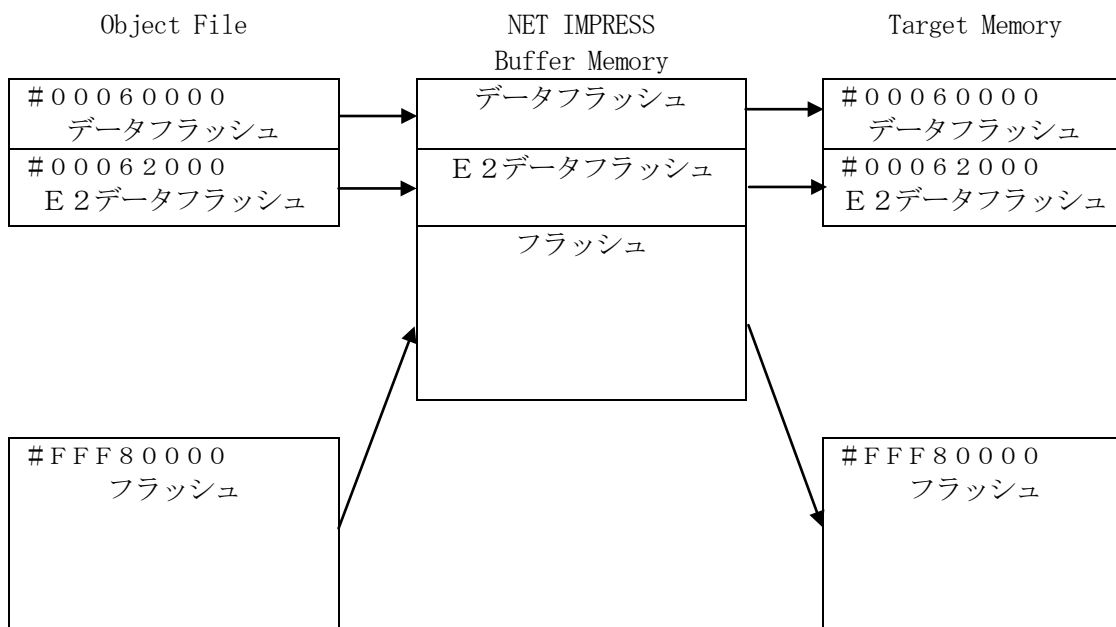 Object File
NET IMPRESS
Buffer Memory
Target Memory
#00060000
データフラッシュ
#00062000
E2データフラッシュ
データフラッシュ
E2データフラッシュ
フラッシュ
#00060000
データフラッシュ
#00062000
E2データフラッシュ
#FFF80000
フラッシュ
#FFF80000
フラッシュ